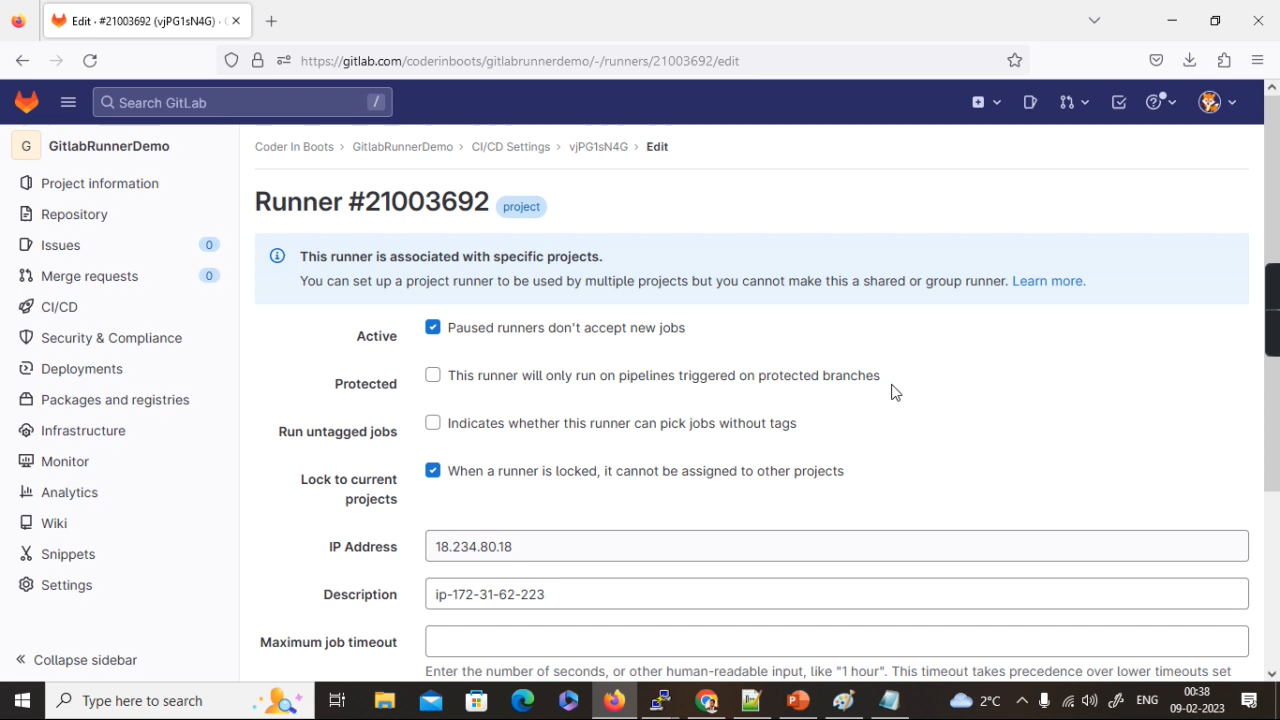 Edit · #21003692 (vjPG1sN4G) ·
https://gitlab.com/coderinboots/gitlabrunnerdemo/-/runners/21003692/edit
Search GitLab /
G GitlabRunnerDemo
Project information
Repository
Issues 0
Merge requests 0
CI/CD
Security & Compliance
Deployments
Packages and registries
Infrastructure
Monitor
Analytics
Wiki
Snippets
Settings
Collapse sidebar
Coder In Boots › GitlabRunnerDemo › CI/CD Settings › vjPG1sN4G › Edit
Runner #21003692 project
This runner is associated with specific projects.
You can set up a project runner to be used by multiple projects but you cannot make this a shared or group runner. Learn more.
Active Paused runners don't accept new jobs
Protected This runner will only run on pipelines triggered on protected branches
Run untagged jobs Indicates whether this runner can pick jobs without tags
Lock to current projects When a runner is locked, it cannot be assigned to other projects
IP Address 18.234.80.18
Description ip-172-31-62-223
Maximum job timeout
Enter the number of seconds, or other human-readable input, like "1 hour". This timeout takes precedence over lower timeouts set
Type here to search
2°C
ENG
00:38
09-02-2023